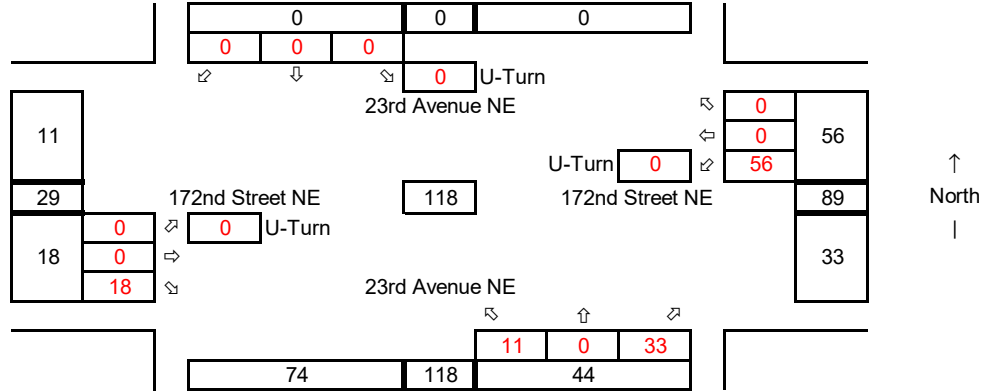 0 0 0
0 0 0
⬃ ⇩ ⬂ 0 U-Turn
23rd Avenue NE
⬁ 0
11 ⇦ 0 56
U-Turn 0 ⬃ 56 ↑
29 172nd Street NE 118 172nd Street NE 89 North
0 ⬀ 0 U-Turn |
18 0 ⇨ 33
18 ⬂ 23rd Avenue NE
⬁ ⇧ ⬀
11 0 33
74 118 44